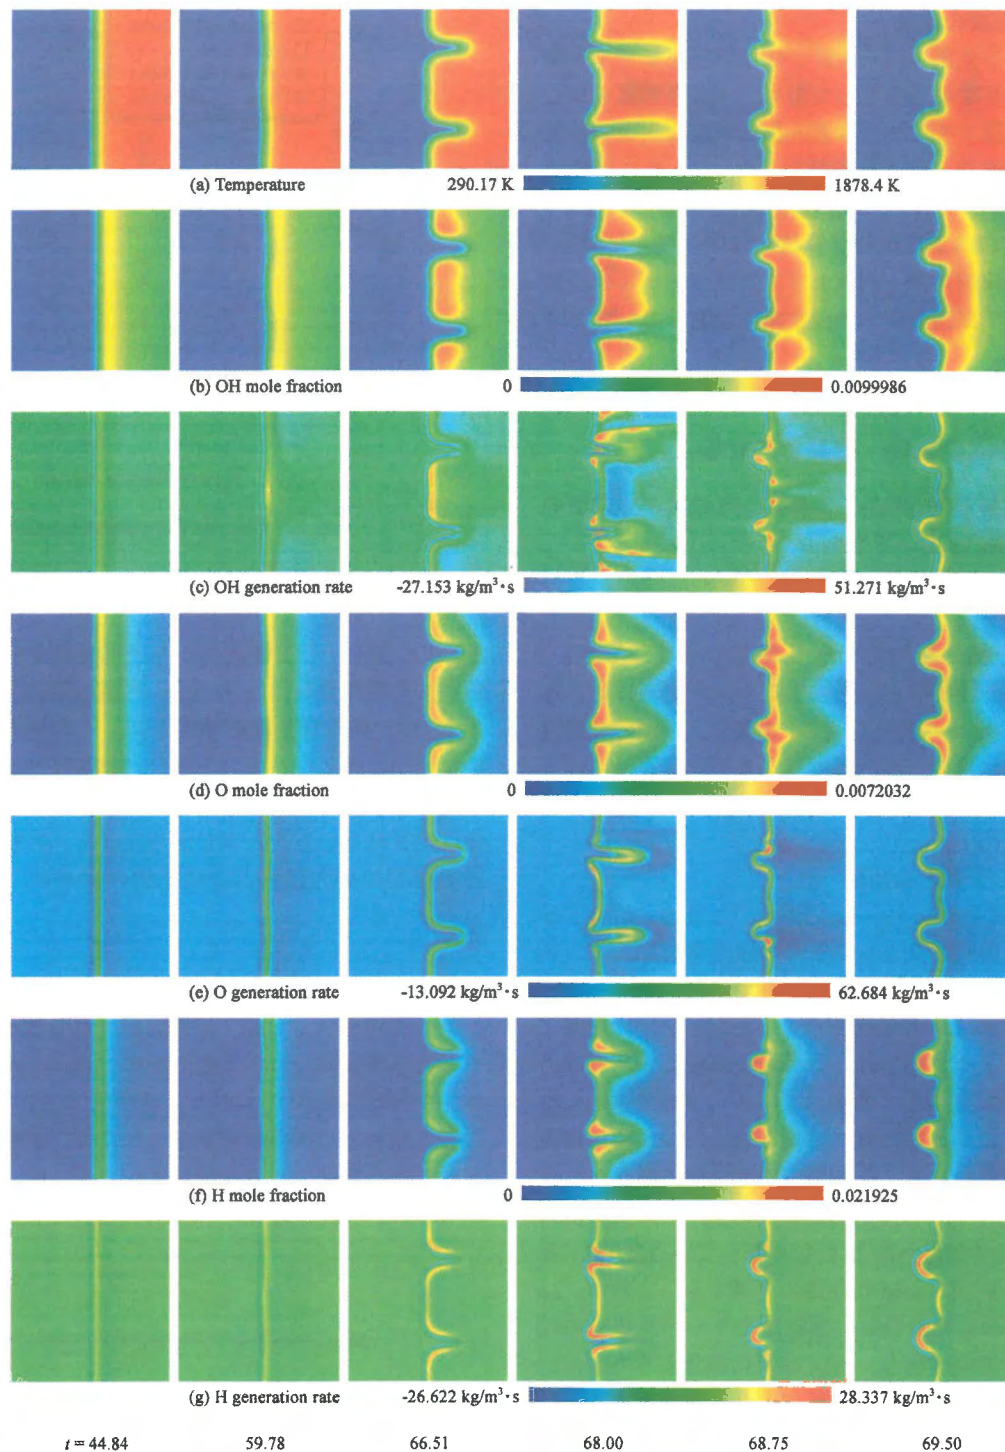 (a) Temperature 290.17 K 1878.4 K
(b) OH mole fraction 0 0.0099986
(c) OH generation rate -27.153 kg/m³·s 51.271 kg/m³·s
(d) O mole fraction 0 0.0072032
(e) O generation rate -13.092 kg/m³·s 62.684 kg/m³·s
(f) H mole fraction 0 0.021925
(g) H generation rate -26.622 kg/m³·s 28.337 kg/m³·s
t = 44.84 59.78 66.51 68.00 68.75 69.50